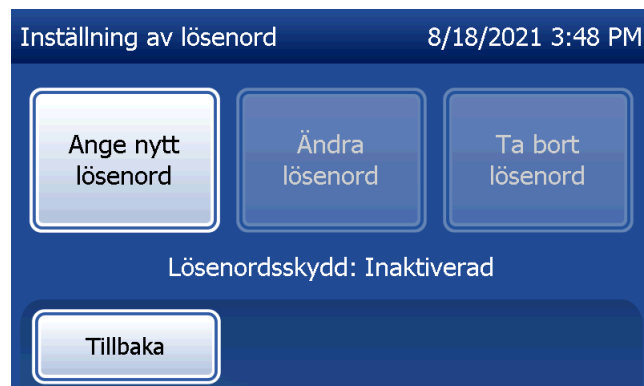 Inställning av lösenord 8/18/2021 3:48 PM
Ange nytt
lösenord
Ändra
lösenord
Ta bort
lösenord
Lösenordsskydd: Inaktiverad
Tillbaka